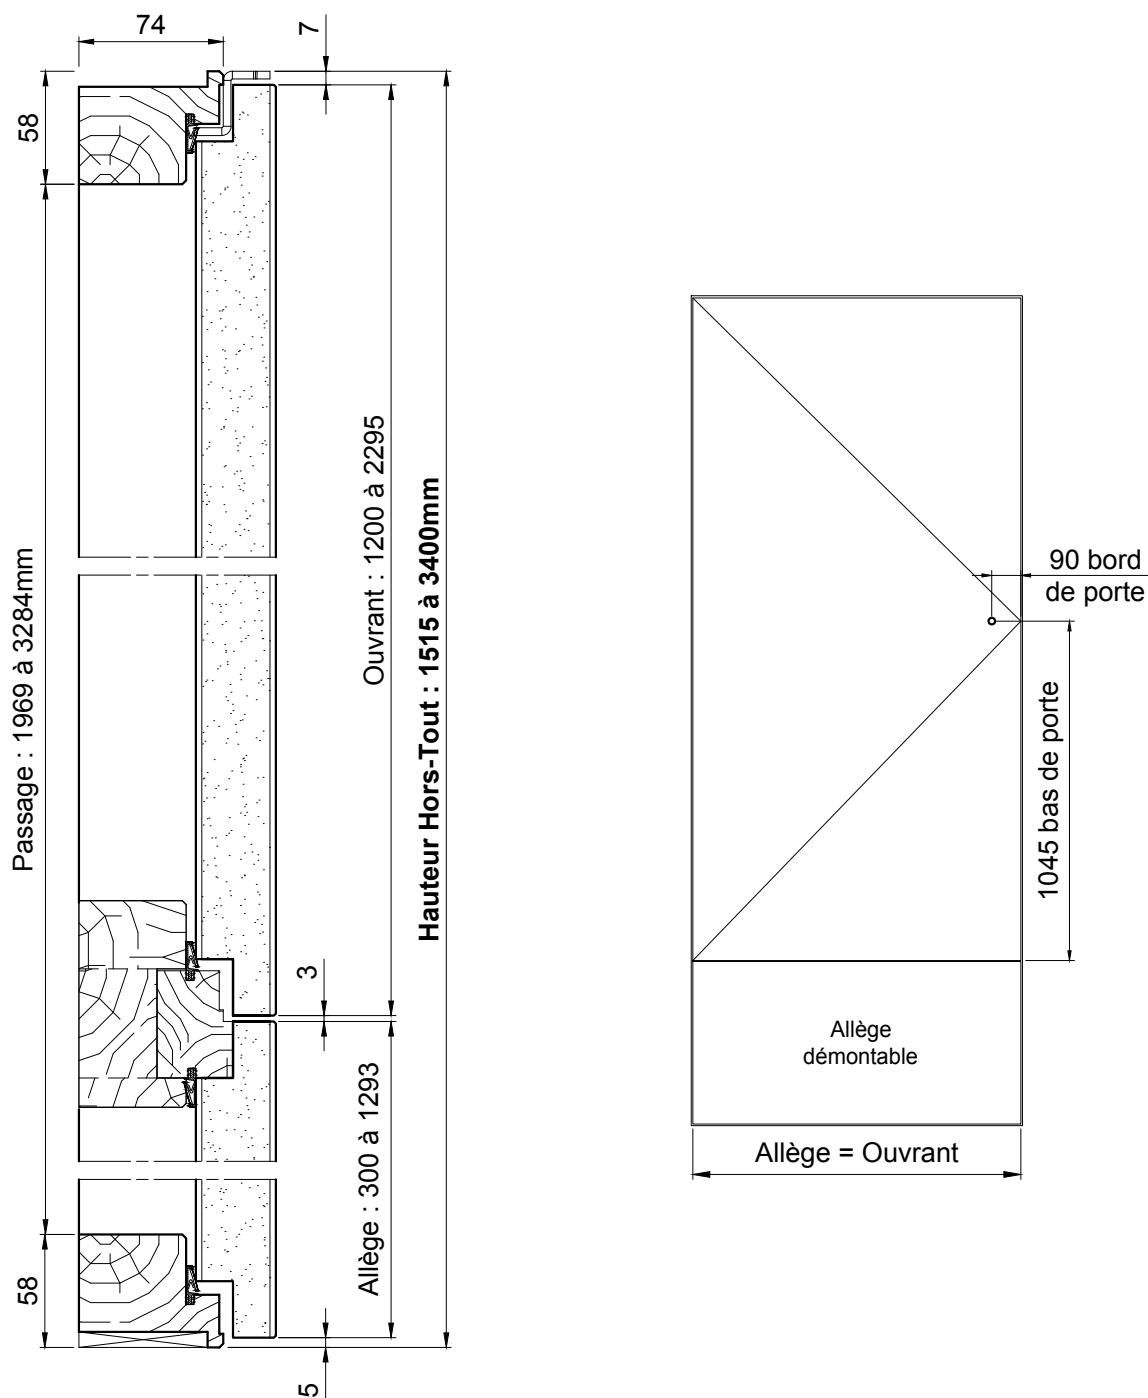 74
7
58
Passage : 1969 à 3284mm
Ouvrant : 1200 à 2295
Hauteur Hors-Tout : 1515 à 3400mm
3
Allège : 300 à 1293
58
5
90 bord
de porte
1045 bas de porte
Allège
démontable
Allège = Ouvrant